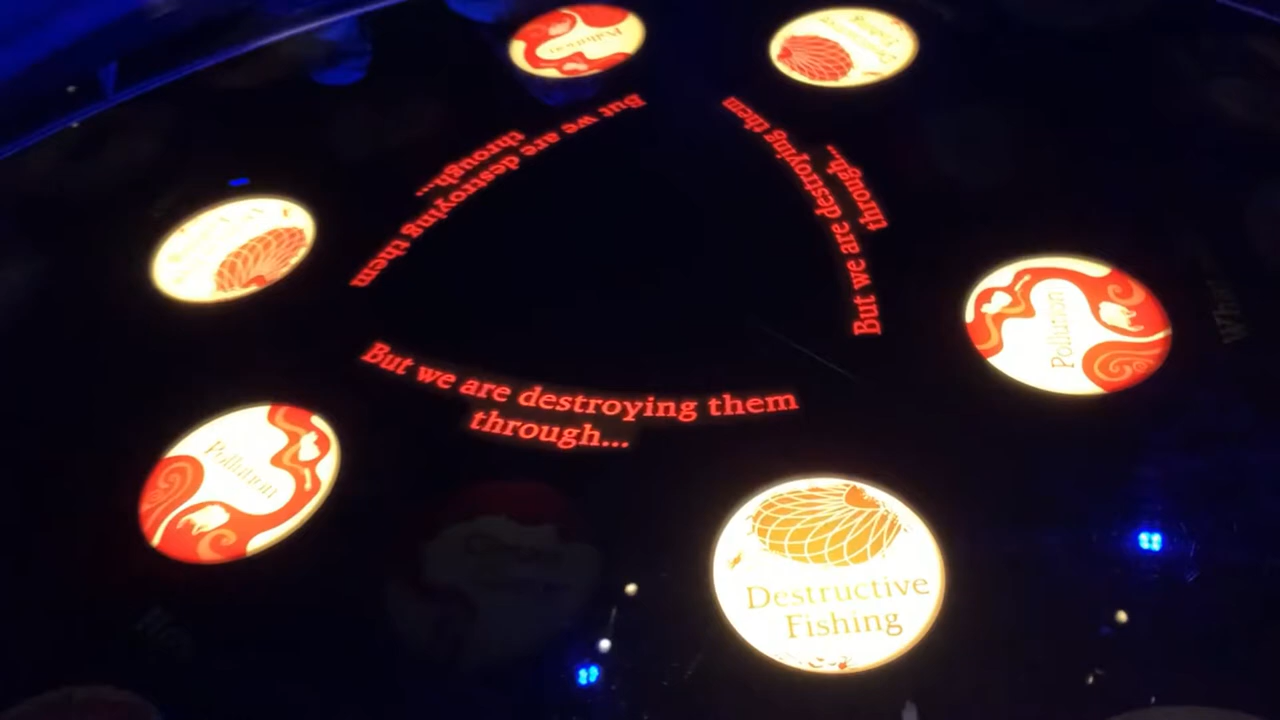 Pollution
But we are destroying them
through...
But we are destroying them
through...
Pollution
But we are destroying them
through...
Pollution
Destructive
Fishing